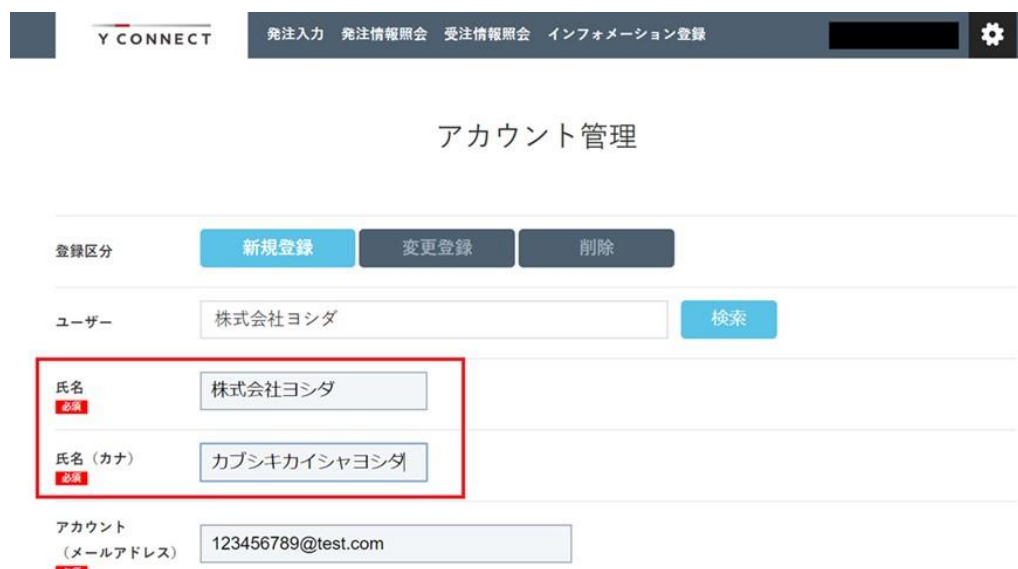 Y CONNECT 発注入力 発注情報照会 受注情報照会 インフォメーション登録
アカウント管理
登録区分 新規登録 変更登録 削除
ユーザー 株式会社ヨシダ 検索
氏名 株式会社ヨシダ
必須
氏名（カナ） カブシキカイシャヨシダ
必須
アカウント
（メールアドレス） 123456789@test.com